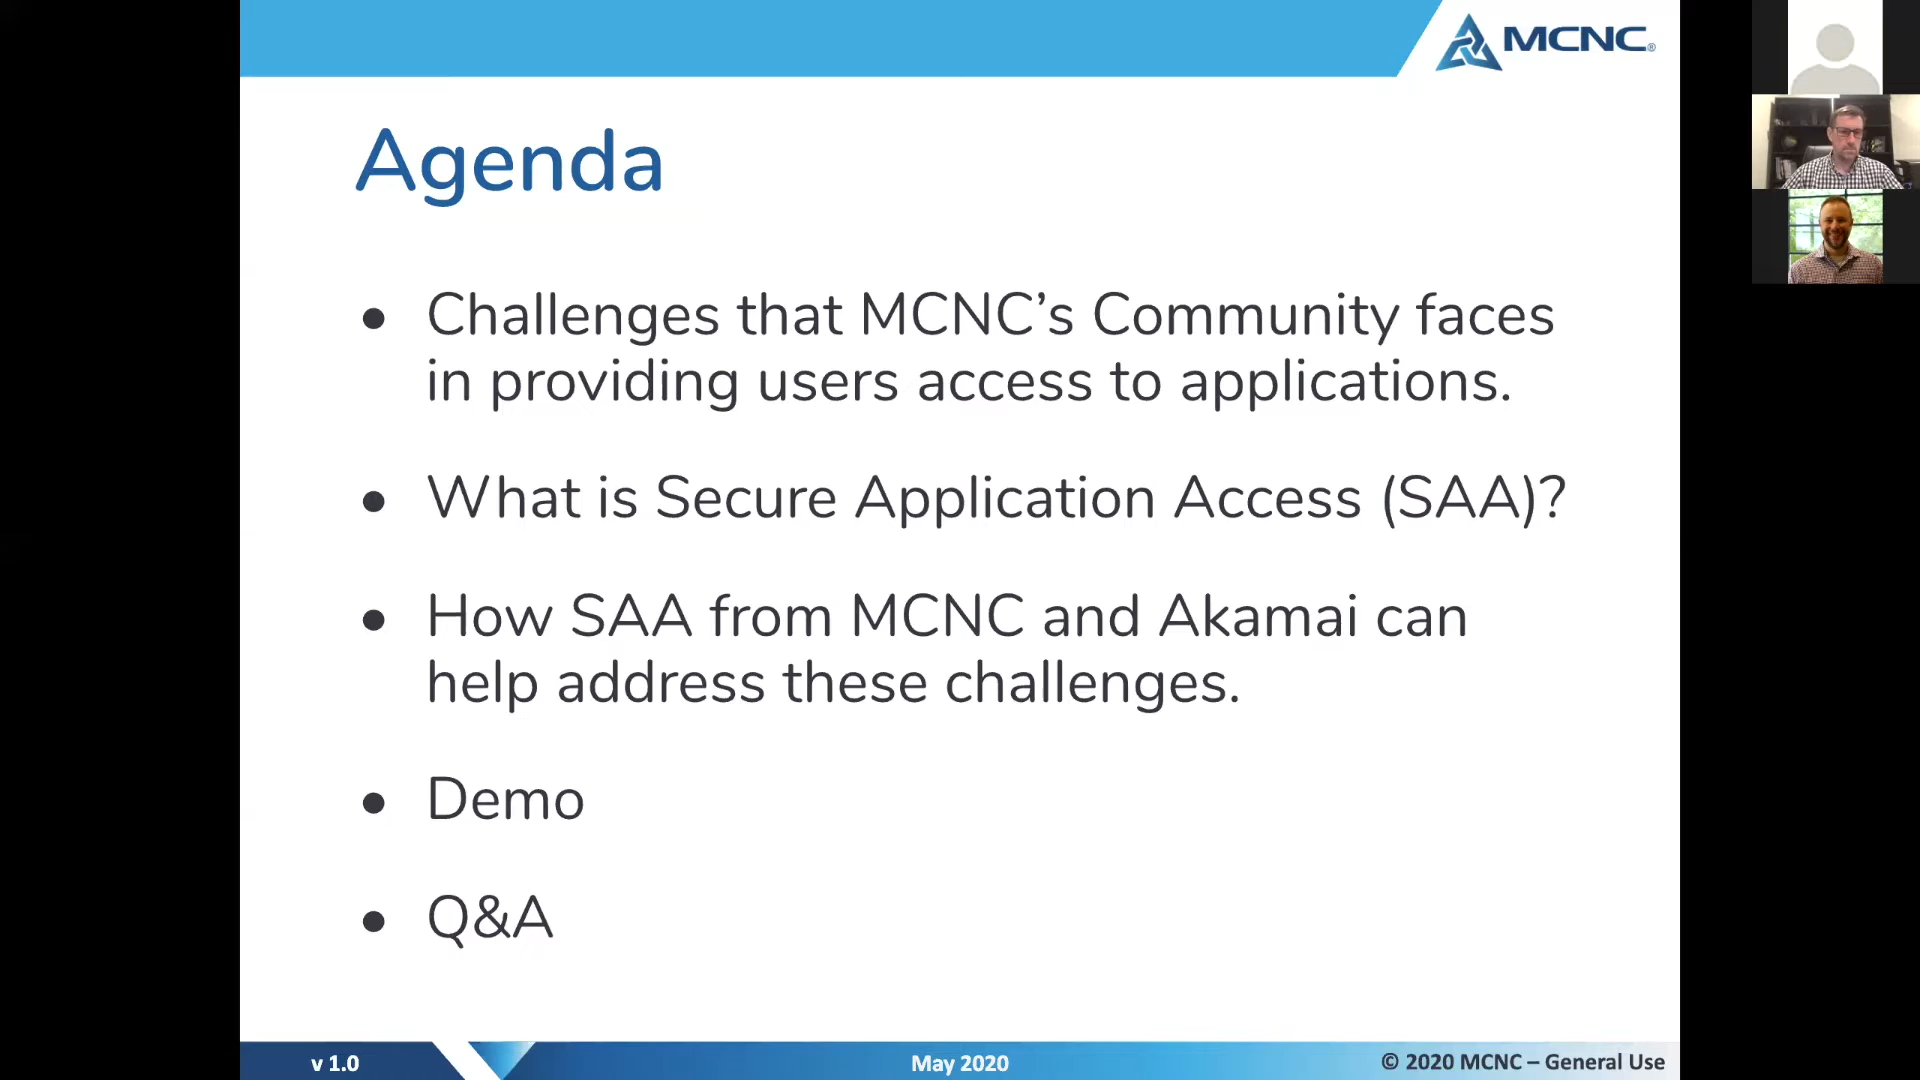 MCNC®
Agenda
• Challenges that MCNC’s Community faces
in providing users access to applications.
• What is Secure Application Access (SAA)?
• How SAA from MCNC and Akamai can
help address these challenges.
• Demo
• Q&A
v 1.0
May 2020
© 2020 MCNC – General Use